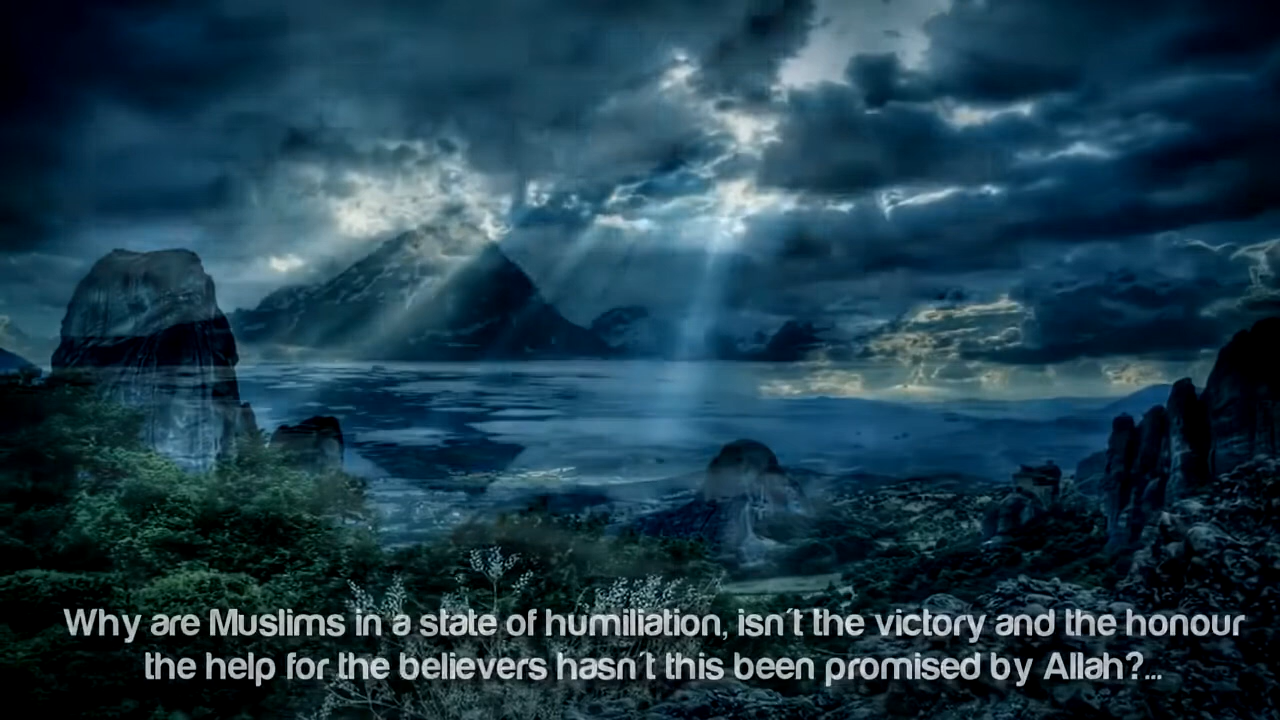 Why are Muslims in a state of humiliation, isn´t the victory and the honour
the help for the believers hasn´t this been promised by Allah?...